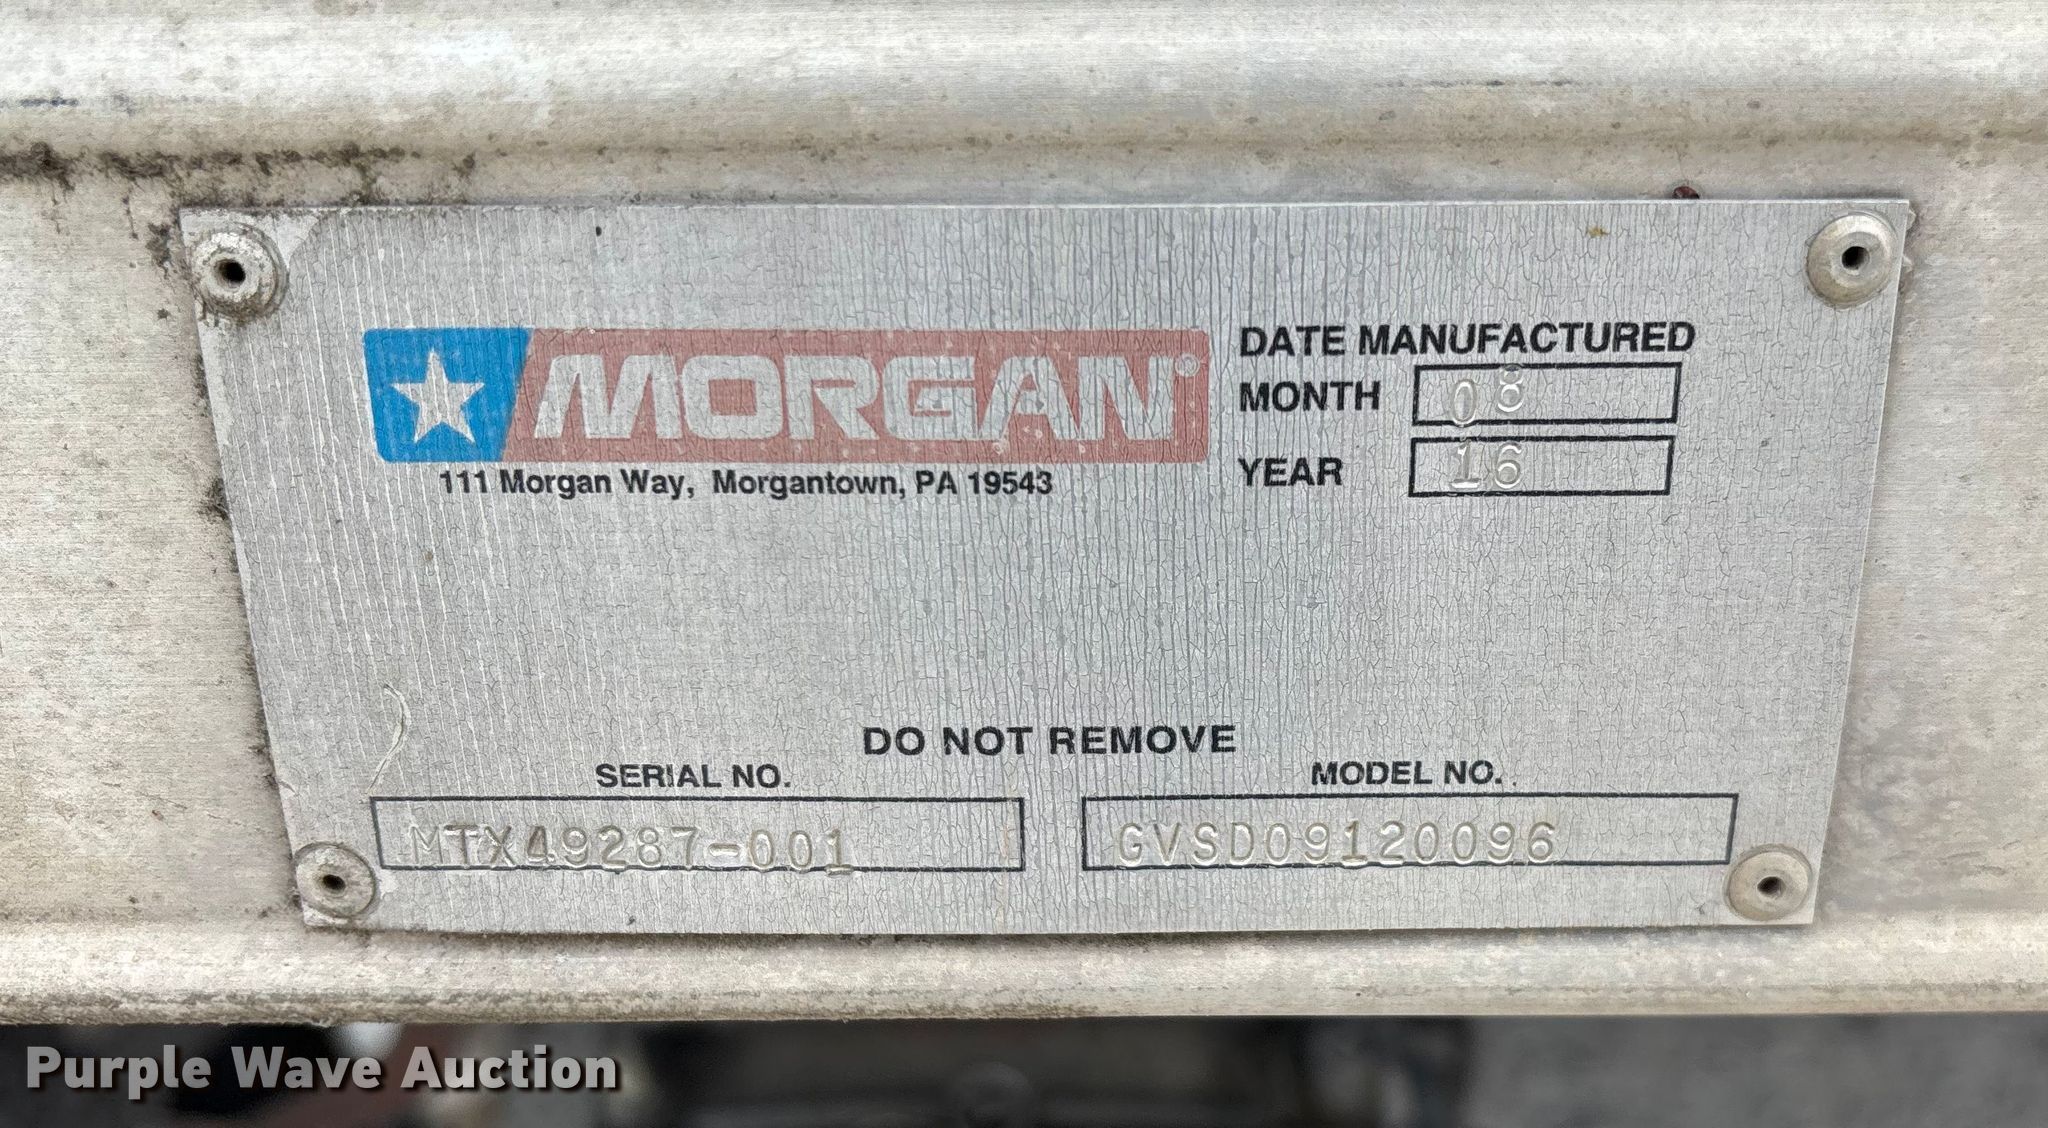 MORGAN®
111 Morgan Way, Morgantown, PA 19543
DATE MANUFACTURED
MONTH 08
YEAR 16
DO NOT REMOVE
SERIAL NO.
MTX49287-001
MODEL NO.
GVSD09120096
Purple Wave Auction